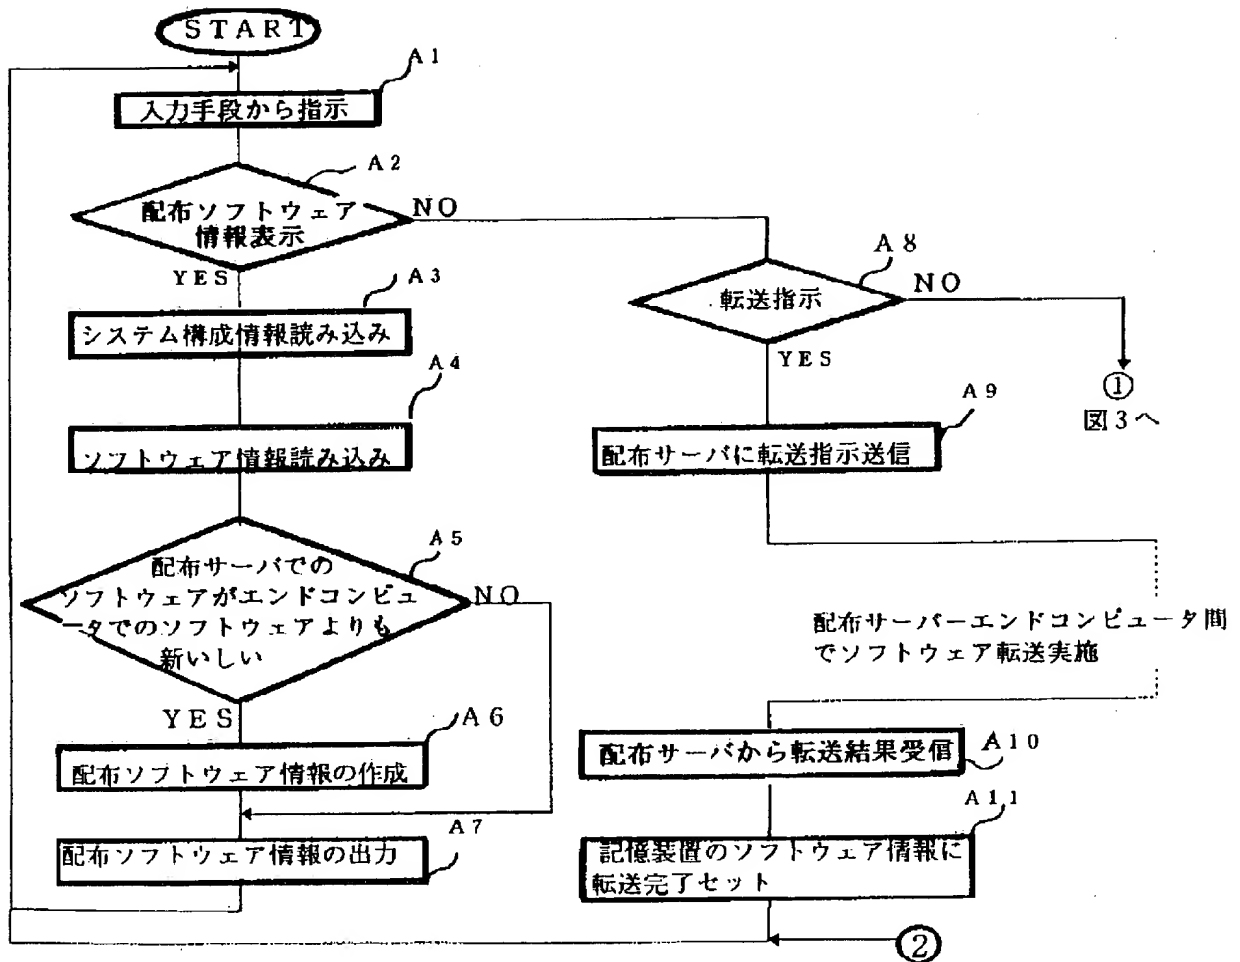 START
A1
入力手段から指示
A2
配布ソフトウェア
情報表示
NO
YES
A3
システム構成情報読み込み
A4
ソフトウェア情報読み込み
A5
配布サーバでの
ソフトウェアがエンドコンピュ
ータでのソフトウェアよりも
新いしい
NO
YES
A6
配布ソフトウェア情報の作成
A7
配布ソフトウェア情報の出力
A8
転送指示
NO
YES
①
図3へ
A9
配布サーバに転送指示送信
配布サーバーエンドコンピュータ間
でソフトウェア転送実施
配布サーバから転送結果受信
A10
A11
記憶装置のソフトウェア情報に
転送完了セット
②